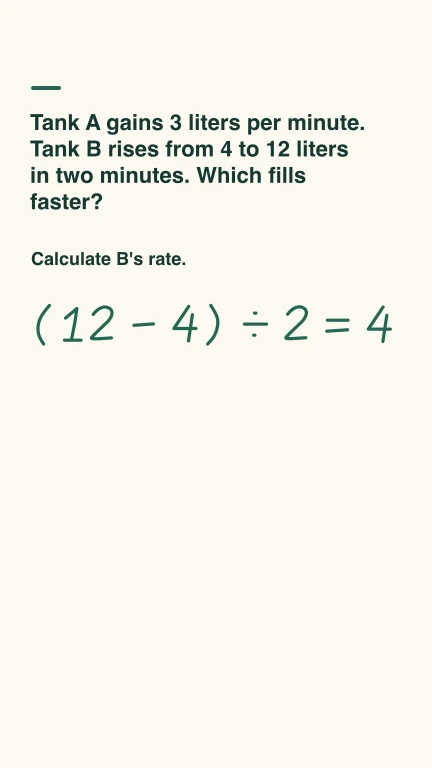 Tank A gains 3 liters per minute.
Tank B rises from 4 to 12 liters
in two minutes. Which fills
faster?
Calculate B's rate.
(12 − 4) ÷ 2 = 4